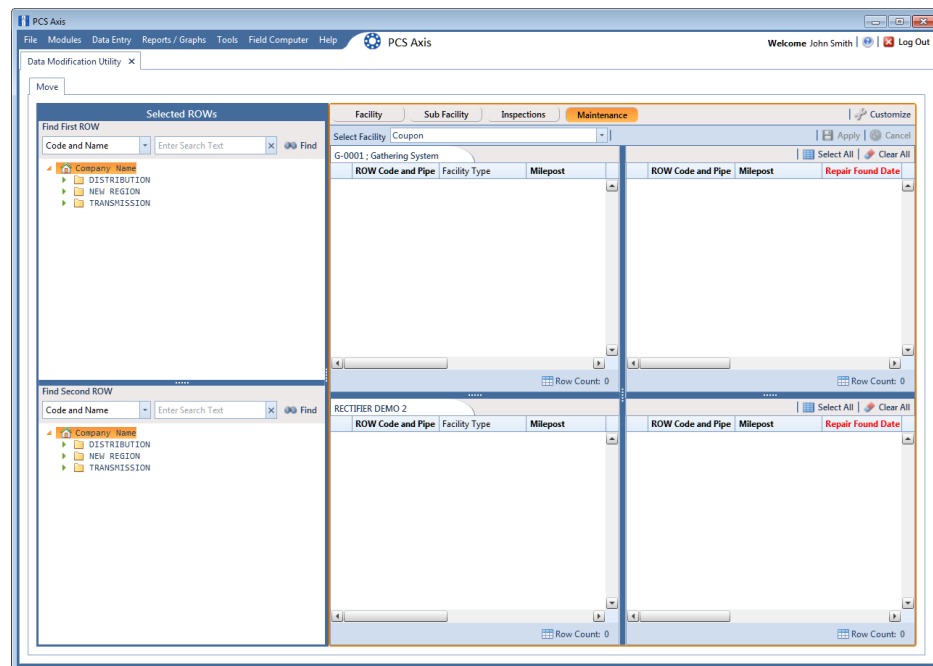 PCS Axis
File Modules Data Entry Reports / Graphs Tools Field Computer Help PCS Axis Welcome John Smith Log Out
Data Modification Utility
Move
Selected ROWs
Find First ROW
Code and Name Enter Search Text Find
Company Name
DISTRIBUTION
NEW REGION
TRANSMISSION
Find Second ROW
Code and Name Enter Search Text Find
Company Name
DISTRIBUTION
NEW REGION
TRANSMISSION
Facility Sub Facility Inspections Maintenance Customize
Select Facility Coupon Apply Cancel
G-0001 ; Gathering System Select All Clear All
ROW Code and Pipe Facility Type Milepost ROW Code and Pipe Milepost Repair Found Date
Row Count: 0 Row Count: 0
RECTIFIER DEMO 2 Select All Clear All
ROW Code and Pipe Facility Type Milepost ROW Code and Pipe Milepost Repair Found Date
Row Count: 0 Row Count: 0